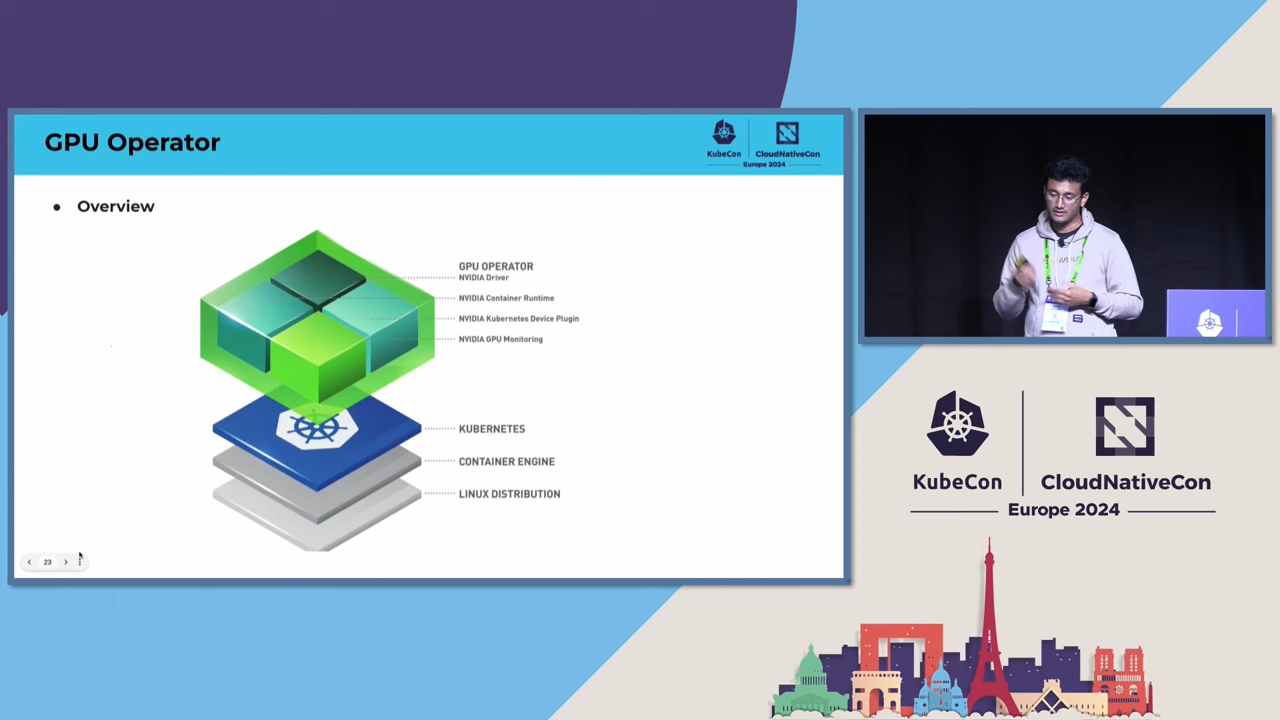 GPU Operator
KubeCon
CloudNativeCon
Europe 2024
● Overview
GPU OPERATOR
NVIDIA Driver
NVIDIA Container Runtime
NVIDIA Kubernetes Device Plugin
NVIDIA GPU Monitoring
KUBERNETES
CONTAINER ENGINE
LINUX DISTRIBUTION
23
KubeCon
CloudNativeCon
Europe 2024